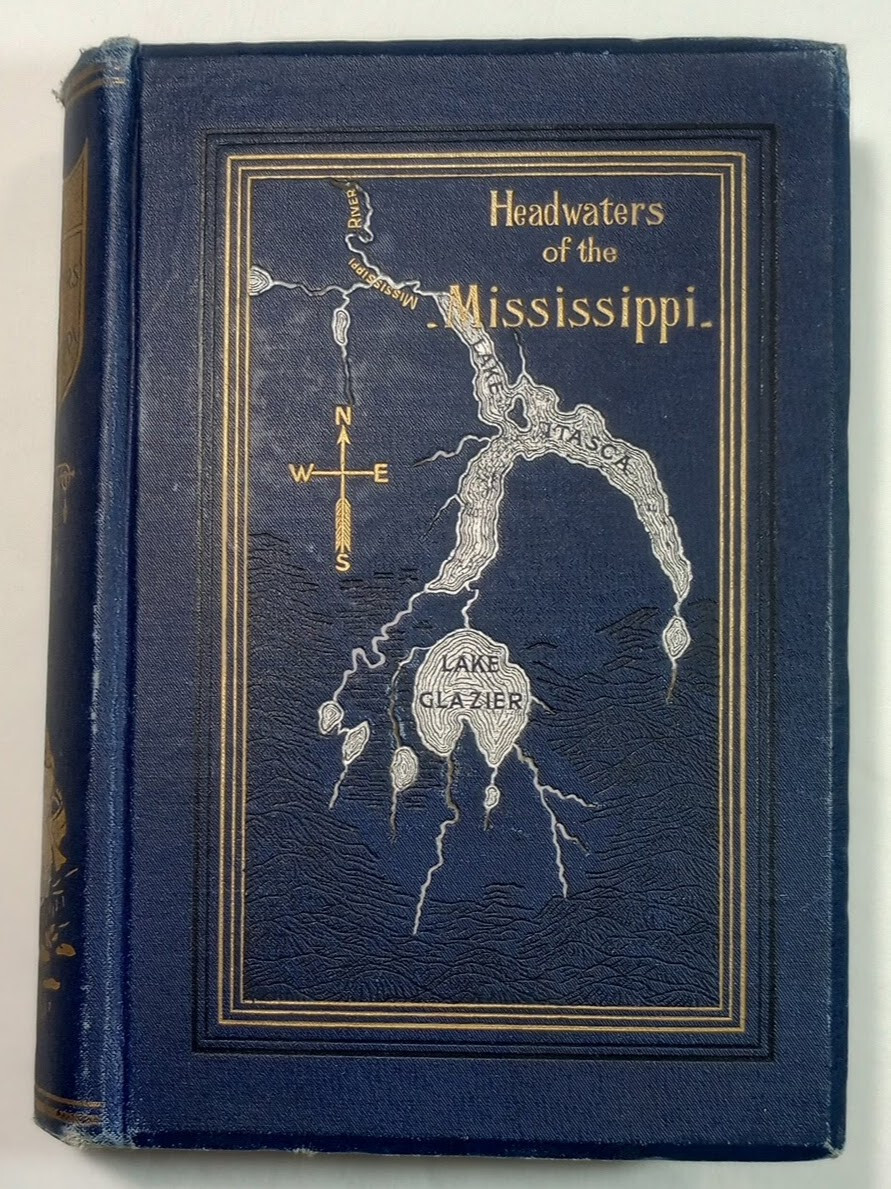 Headwaters
of the
Mississippi
MISSISSIPPI RIVER
LAKE ITASCA
N
W E
S
LAKE
GLAZIER